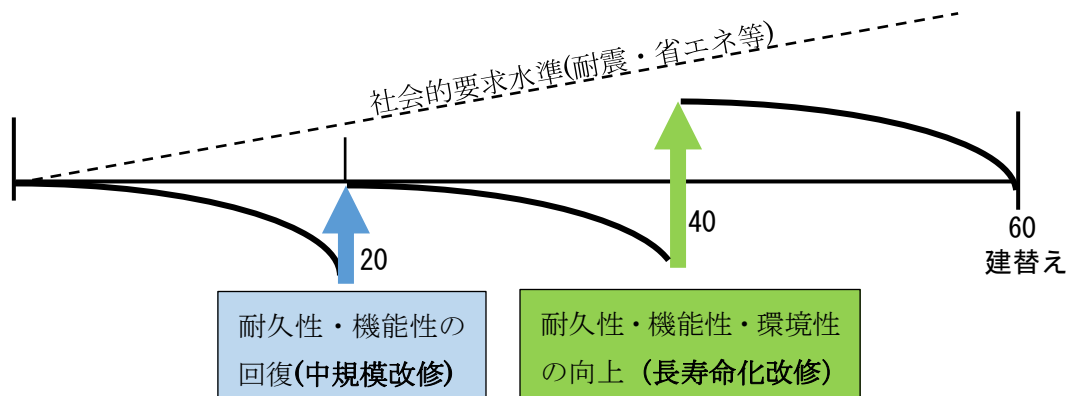 社会的要求水準(耐震・省エネ等)
20
40
60
建替え
耐久性・機能性の
回復(中規模改修)
耐久性・機能性・環境性
の向上（長寿命化改修）